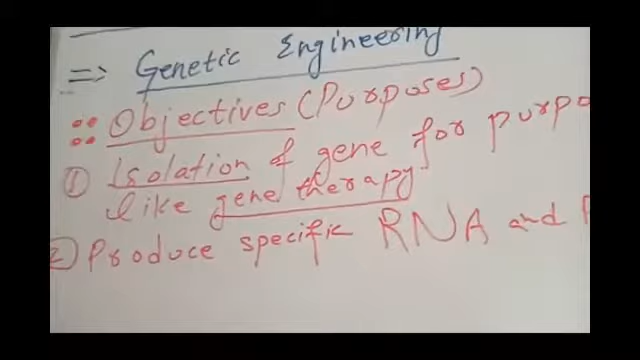 => Genetic Engineering
:: Objectives (Purposes)
① Isolation of gene for purpo
like gene therapy
② Produce specific RNA and